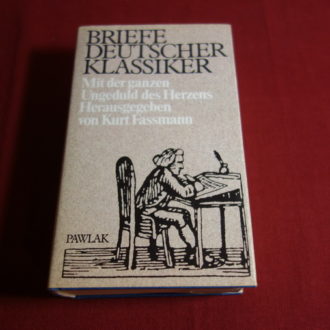 BRIEFE
DEUTSCHER
KLASSIKER
Mit der ganzen
Ungeduld des Herzens
Herausgegeben
von Kurt Fassmann
PAWLAK